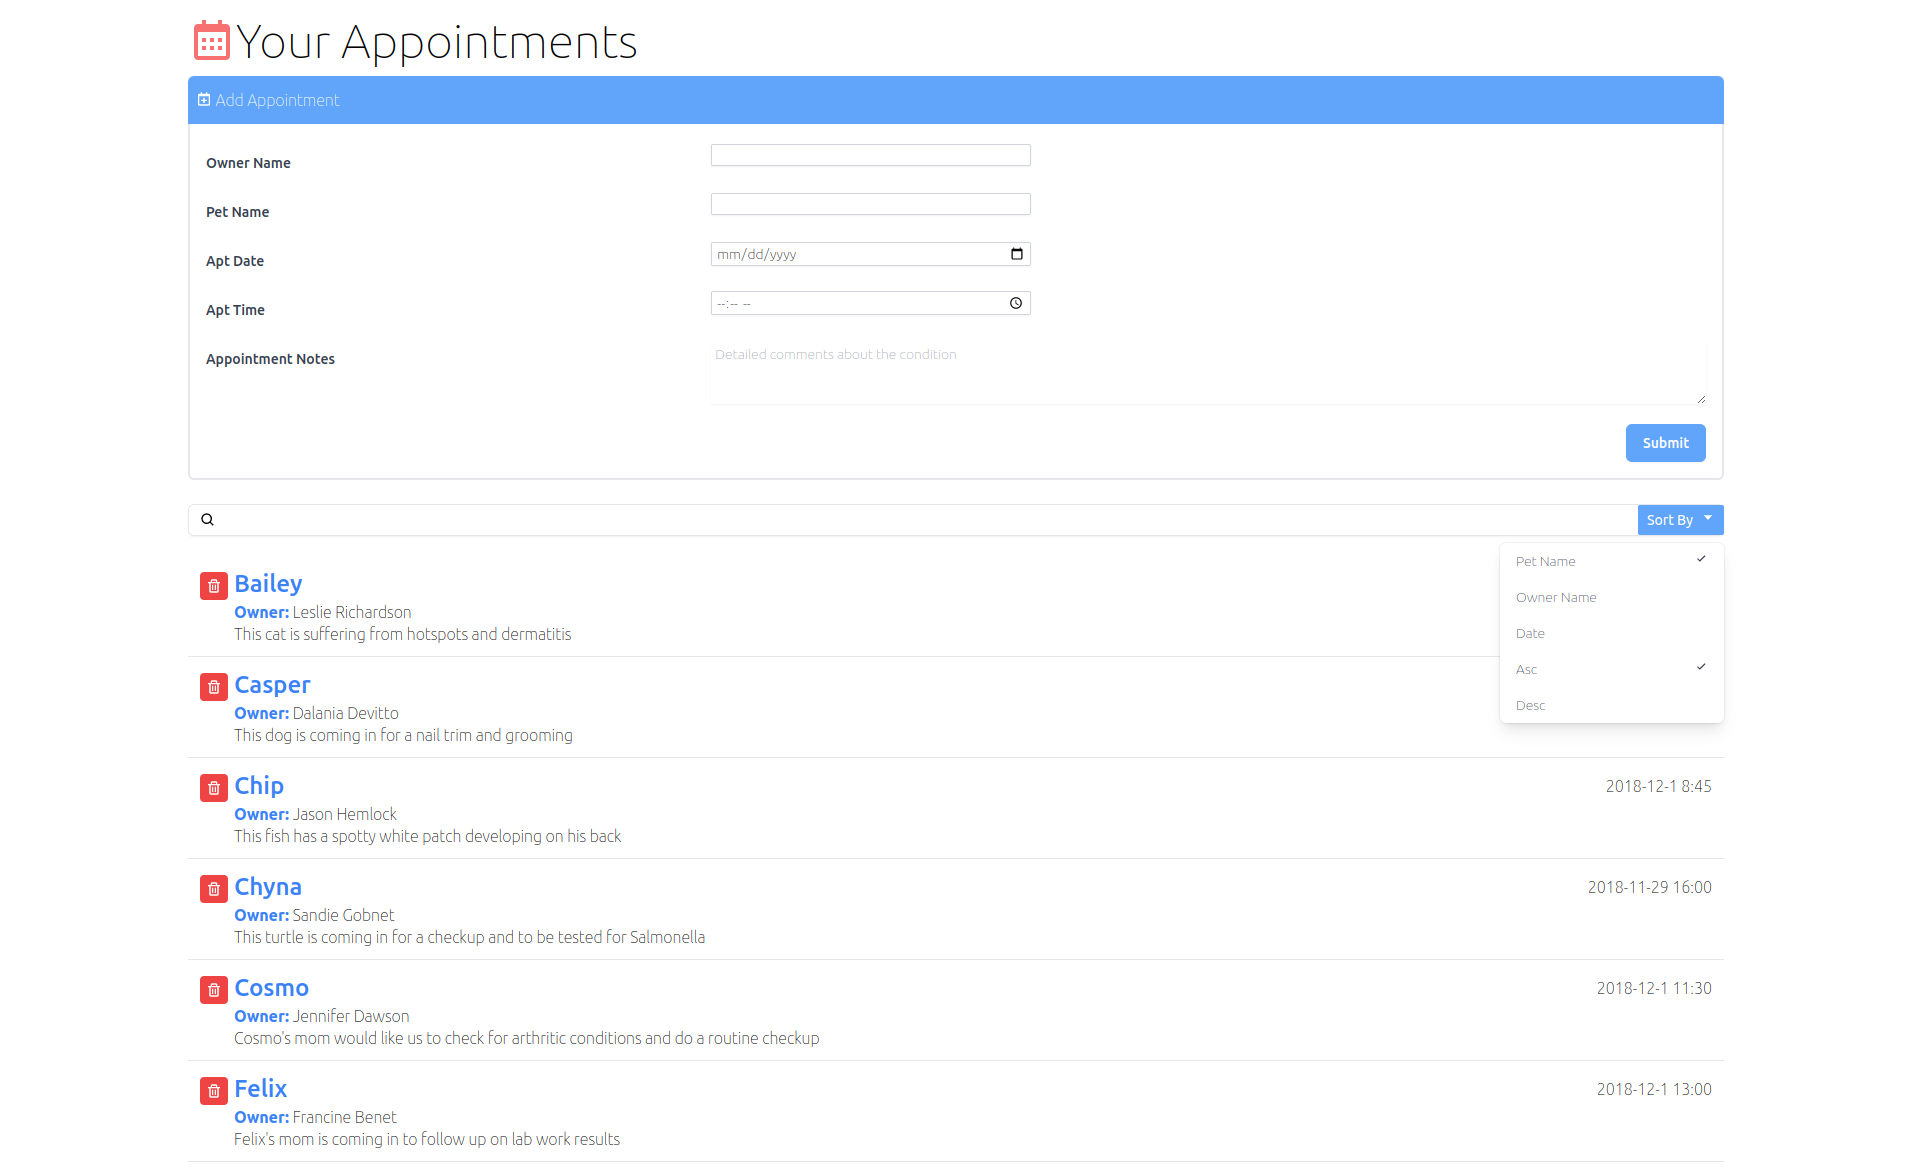 Your Appointments
Add Appointment
Owner Name
Pet Name
Apt Date
mm/dd/yyyy
Apt Time
--:-- --
Appointment Notes
Detailed comments about the condition
Submit
Sort By
Pet Name
Owner Name
Date
Asc
Desc
Bailey
Owner: Leslie Richardson
This cat is suffering from hotspots and dermatitis
Casper
Owner: Dalania Devitto
This dog is coming in for a nail trim and grooming
Chip
2018-12-1 8:45
Owner: Jason Hemlock
This fish has a spotty white patch developing on his back
Chyna
2018-11-29 16:00
Owner: Sandie Gobnet
This turtle is coming in for a checkup and to be tested for Salmonella
Cosmo
2018-12-1 11:30
Owner: Jennifer Dawson
Cosmo's mom would like us to check for arthritic conditions and do a routine checkup
Felix
2018-12-1 13:00
Owner: Francine Benet
Felix's mom is coming in to follow up on lab work results